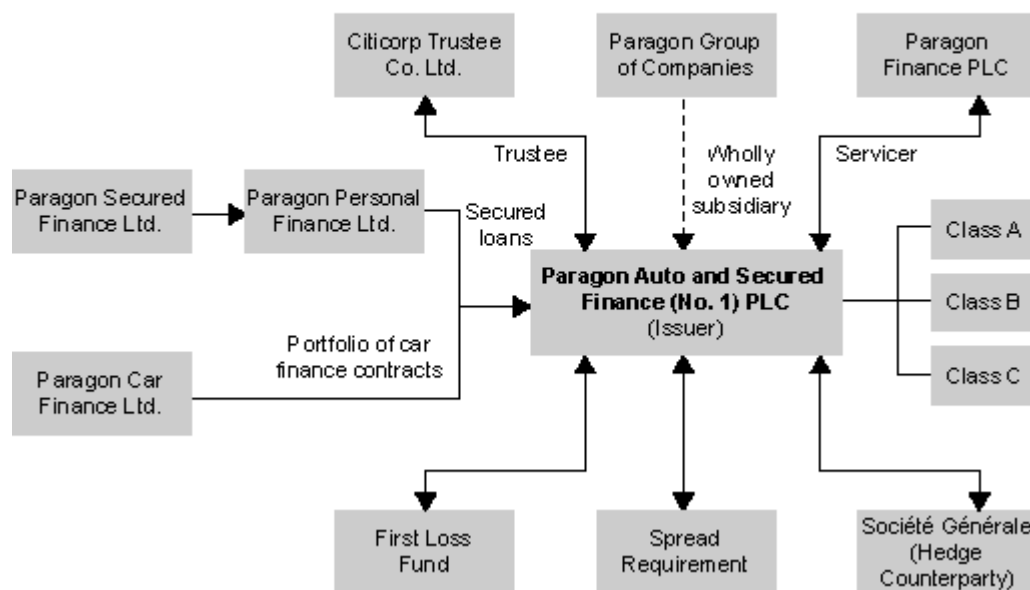 Citicorp Trustee
Co. Ltd.
Paragon Group
of Companies
Paragon
Finance PLC
Trustee
Wholly
owned
subsidiary
Servicer
Paragon Secured
Finance Ltd.
Paragon Personal
Finance Ltd.
Secured
loans
Paragon Auto and Secured
Finance (No. 1) PLC
(Issuer)
Class A
Class B
Class C
Portfolio of car
finance contracts
Paragon Car
Finance Ltd.
First Loss
Fund
Spread
Requirement
Société Générale
(Hedge
Counterparty)